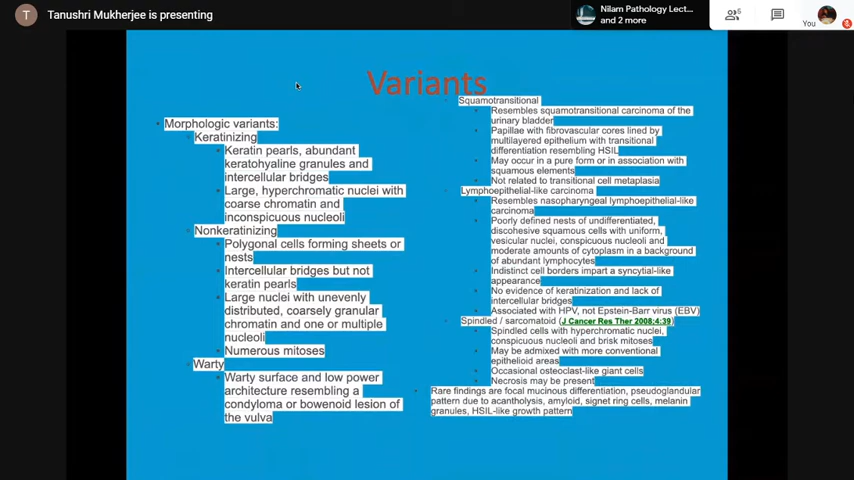 T
Tanushri Mukherjee is presenting
Nilam Pathology Lect...
and 2 more
6
You
Variants
Morphologic variants:
Keratinizing
Keratin pearls, abundant
keratohyaline granules and
intercellular bridges
Large, hyperchromatic nuclei with
coarse chromatin and
inconspicuous nucleoli
Nonkeratinizing
Polygonal cells forming sheets or
nests
Intercellular bridges but not
keratin pearls
Large nuclei with unevenly
distributed, coarsely granular
chromatin and one or multiple
nucleoli
Numerous mitoses
Warty
Warty surface and low power
architecture resembling a
condyloma or bowenoid lesion of
the vulva
Squamotransitional
Resembles squamotransitional carcinoma of the
urinary bladder
Papillae with fibrovascular cores lined by
multilayered epithelium with transitional
differentiation resembling HSIL
May occur in a pure form or in association with
squamous elements
Not related to transitional cell metaplasia
Lymphoepithelial-like carcinoma
Resembles nasopharyngeal lymphoepithelial-like
carcinoma
Poorly defined nests of undifferentiated,
discohesive squamous cells with uniform,
vesicular nuclei, conspicuous nucleoli and
moderate amounts of cytoplasm in a background
of abundant lymphocytes
Indistinct cell borders impart a syncytial-like
appearance
No evidence of keratinization and lack of
intercellular bridges
Associated with HPV, not Epstein-Barr virus (EBV)
Spindled / sarcomatoid (J Cancer Res Ther 2008;4:39)
Spindled cells with hyperchromatic nuclei,
conspicuous nucleoli and brisk mitoses
May be admixed with more conventional
epithelioid areas
Occasional osteoclast-like giant cells
Necrosis may be present
Rare findings are focal mucinous differentiation, pseudoglandular
pattern due to acantholysis, amyloid, signet ring cells, melanin
granules, HSIL-like growth pattern